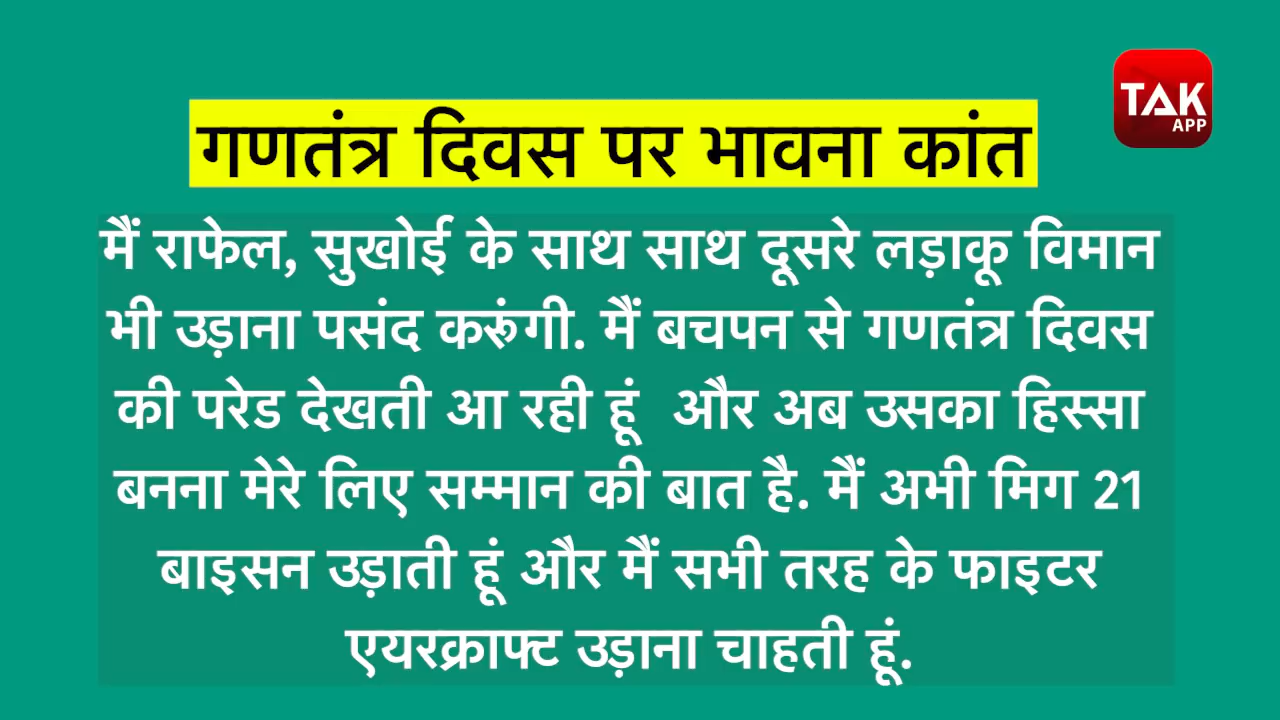 TAK
APP
गणतंत्र दिवस पर भावना कांत
मैं राफेल, सुखोई के साथ साथ दूसरे लड़ाकू विमान
भी उड़ाना पसंद करूंगी. मैं बचपन से गणतंत्र दिवस
की परेड देखती आ रही हूं और अब उसका हिस्सा
बनना मेरे लिए सम्मान की बात है. मैं अभी मिग 21
बाइसन उड़ाती हूं और मैं सभी तरह के फाइटर
एयरक्राफ्ट उड़ाना चाहती हूं.